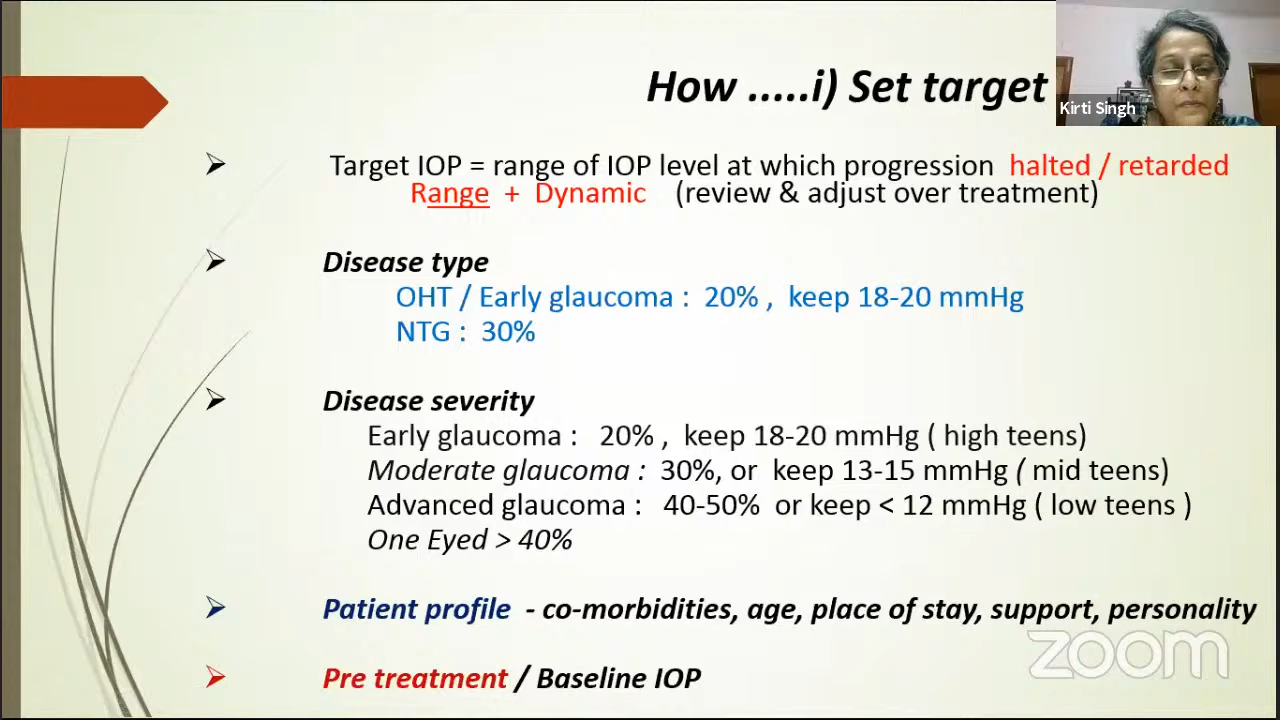 How .....i) Set target
Kirti Singh
Target IOP = range of IOP level at which progression halted / retarded
Range + Dynamic (review & adjust over treatment)
Disease type
OHT / Early glaucoma : 20% , keep 18-20 mmHg
NTG : 30%
Disease severity
Early glaucoma : 20% , keep 18-20 mmHg ( high teens)
Moderate glaucoma : 30%, or keep 13-15 mmHg ( mid teens)
Advanced glaucoma : 40-50% or keep < 12 mmHg ( low teens )
One Eyed > 40%
Patient profile - co-morbidities, age, place of stay, support, personality
zoom
Pre treatment / Baseline IOP